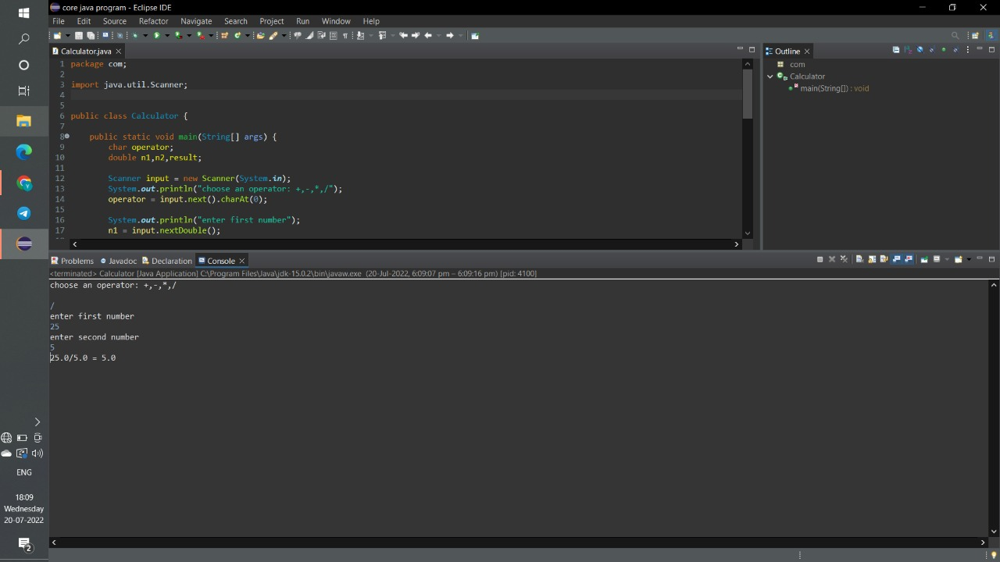 core java program - Eclipse IDE
File Edit Source Refactor Navigate Search Project Run Window Help
Calculator.java
1 package com;
2
3 import java.util.Scanner;
4
5
6 public class Calculator {
7
8 public static void main(String[] args) {
9 char operator;
10 double n1,n2,result;
11
12 Scanner input = new Scanner(System.in);
13 System.out.println("choose an operator: +,-,*,/");
14 operator = input.next().charAt(0);
15
16 System.out.println("enter first number");
17 n1 = input.nextDouble();
Outline
com
Calculator
main(String[]) : void
Problems Javadoc Declaration Console
<terminated> Calculator [Java Application] C:\Program Files\Java\jdk-15.0.2\bin\javaw.exe (20-Jul-2022, 6:09:07 pm – 6:09:16 pm) [pid: 4100]
choose an operator: +,-,*,/
/
enter first number
25
enter second number
5
25.0/5.0 = 5.0
ENG
18:09
Wednesday
20-07-2022
2